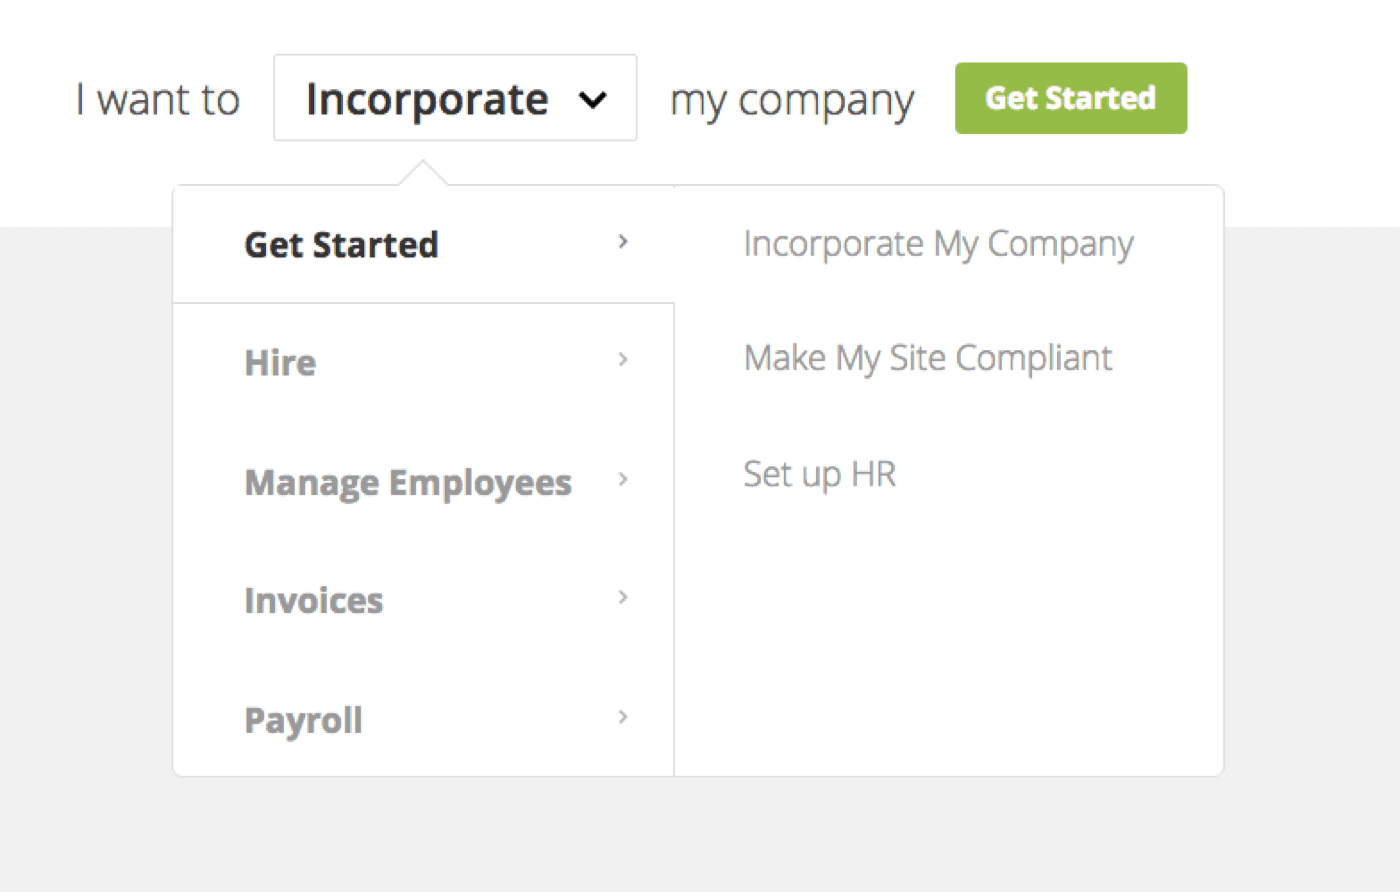 I want to Incorporate my company Get Started
Get Started
Hire
Manage Employees
Invoices
Payroll
Incorporate My Company
Make My Site Compliant
Set up HR